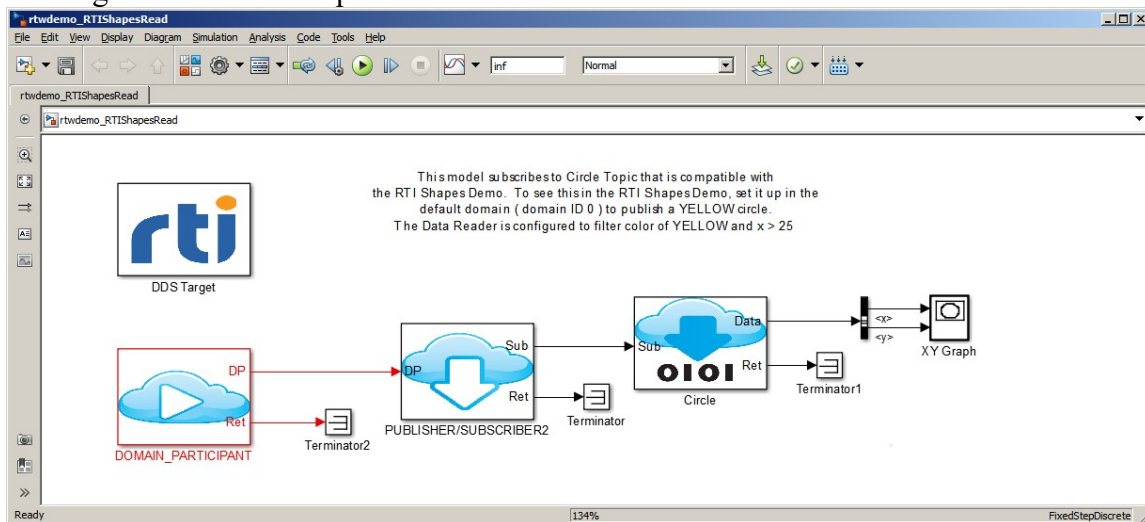 rtwdemo_RTIShapesRead
File Edit View Display Diagram Simulation Analysis Code Tools Help
inf Normal
rtwdemo_RTIShapesRead
rtwdemo_RTIShapesRead
This model subscribes to Circle Topic that is compatible with
the RTI Shapes Demo. To see this in the RTI Shapes Demo, set it up in the
default domain ( domain ID 0 ) to publish a YELLOW circle.
The Data Reader is configured to filter color of YELLOW and x > 25
rti
DDS Target
DP
Ret
DOMAIN_PARTICIPANT
Terminator2
DP
Sub
Ret
PUBLISHER/SUBSCRIBER2
Terminator
Sub
Data
Ret
0101
Circle
Terminator1
<x>
<y>
XY Graph
Ready 134% FixedStepDiscrete